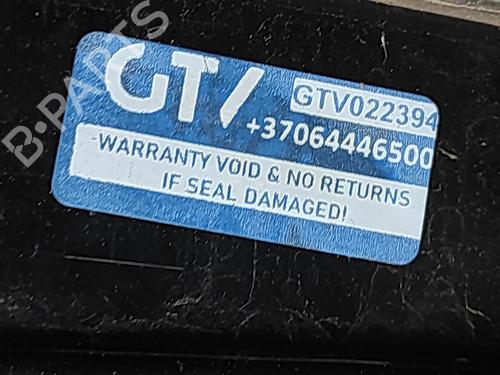 B-PARTS
GTV
GTV022394
+37064446500
WARRANTY VOID & NO RETURNS
IF SEAL DAMAGED!